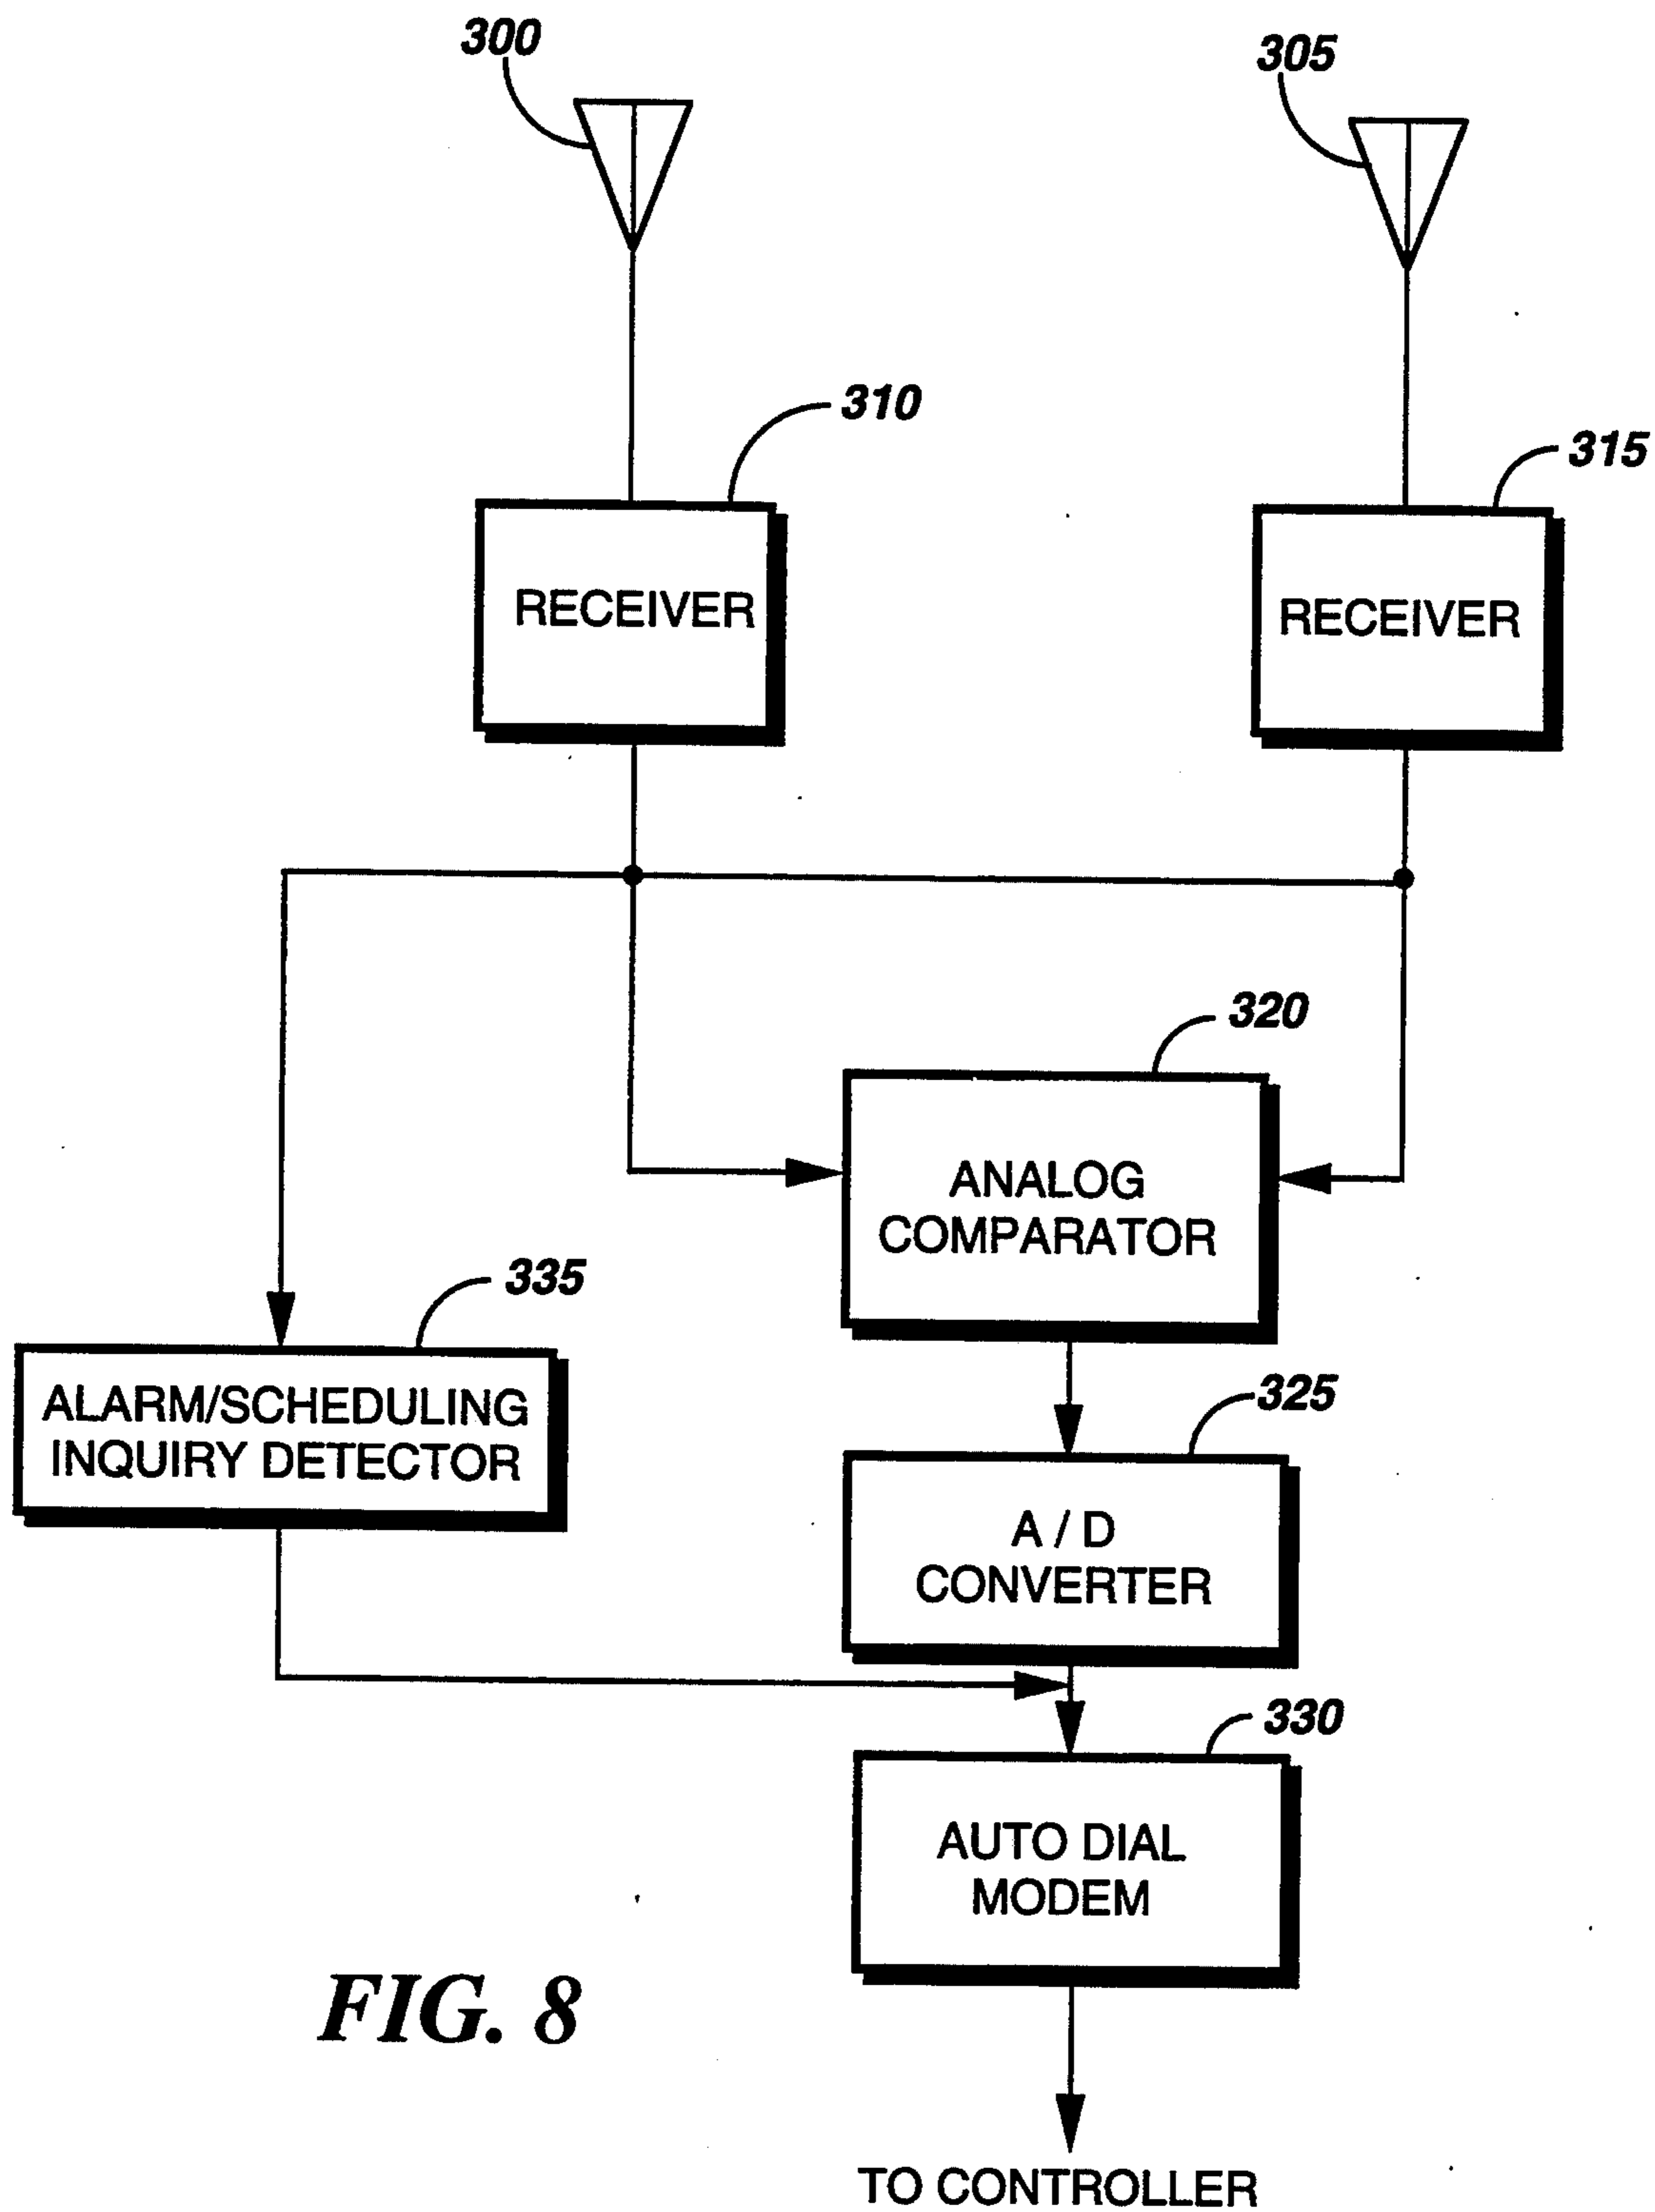 300
305
310
315
RECEIVER
RECEIVER
320
ANALOG
COMPARATOR
335
ALARM/SCHEDULING
INQUIRY DETECTOR
325
A / D
CONVERTER
330
AUTO DIAL
MODEM
FIG. 8
TO CONTROLLER